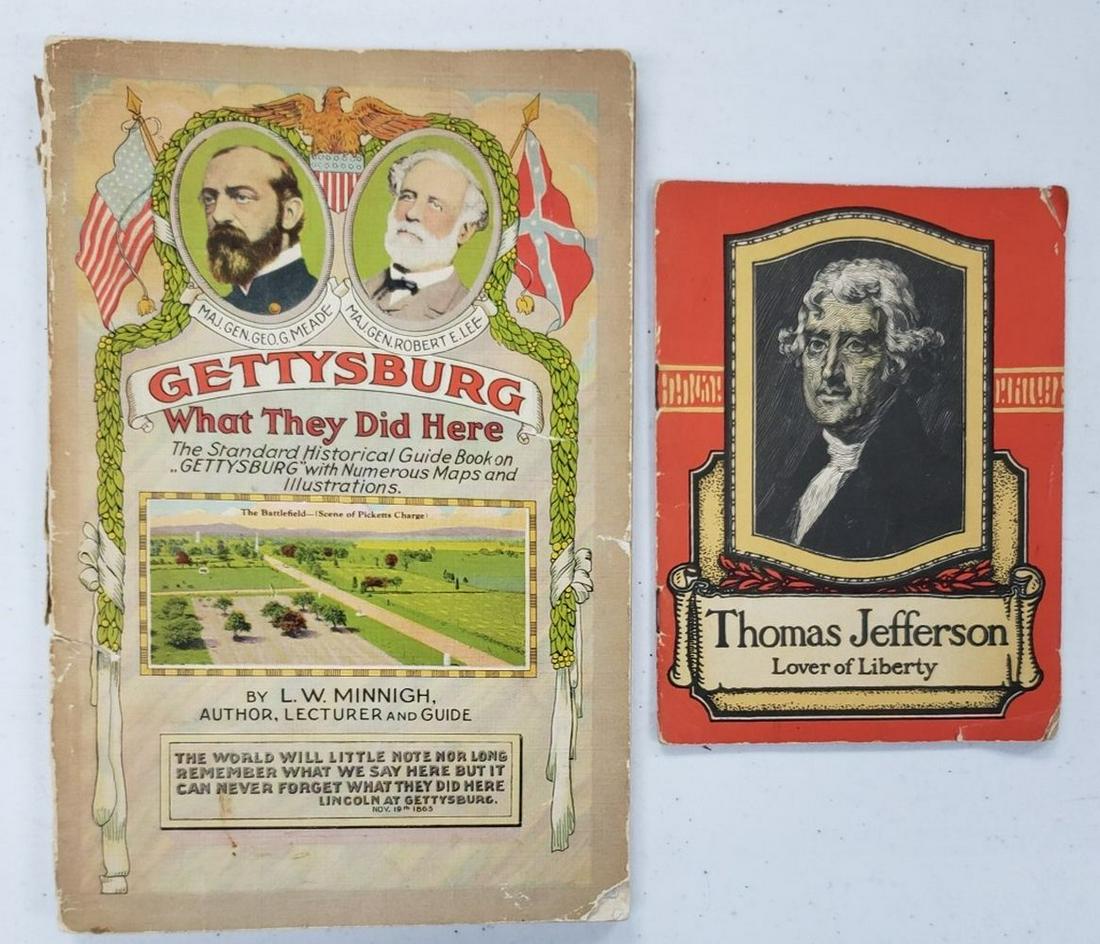 MAJ. GEN. GEO. G. MEADE
MAJ. GEN. ROBERT E. LEE
GETTYSBURG
What They Did Here
The Standard Historical Guide Book on
„GETTYSBURG" with Numerous Maps and
Illustrations.
The Battlefield—(Scene of Picketts Charge)
BY L. W. MINNIGH,
AUTHOR, LECTURER AND GUIDE
THE WORLD WILL LITTLE NOTE NOR LONG
REMEMBER WHAT WE SAY HERE BUT IT
CAN NEVER FORGET WHAT THEY DID HERE
LINCOLN AT GETTYSBURG.
NOV. 19th 1863
Thomas Jefferson
Lover of Liberty